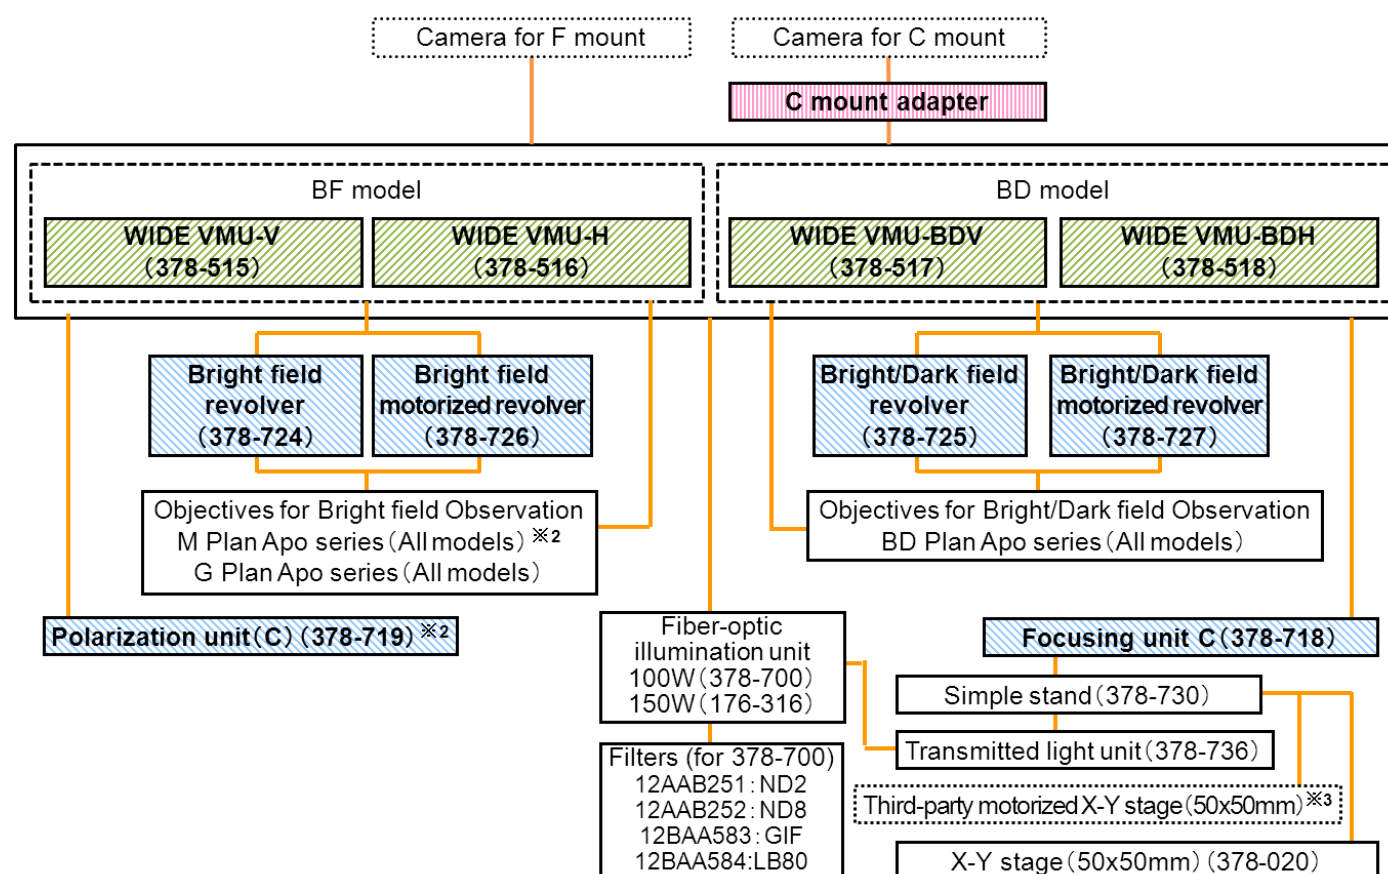 Camera for F mount
Camera for C mount
C mount adapter
BF model
BD model
WIDE VMU-V
(378-515)
WIDE VMU-H
(378-516)
WIDE VMU-BDV
(378-517)
WIDE VMU-BDH
(378-518)
Bright field
revolver
(378-724)
Bright field
motorized revolver
(378-726)
Bright/Dark field
revolver
(378-725)
Bright/Dark field
motorized revolver
(378-727)
Objectives for Bright field Observation
M Plan Apo series (All models) ※2
G Plan Apo series (All models)
Objectives for Bright/Dark field Observation
BD Plan Apo series (All models)
Polarization unit (C) (378-719) ※2
Fiber-optic
illumination unit
100W (378-700)
150W (176-316)
Focusing unit C (378-718)
Simple stand (378-730)
Transmitted light unit (378-736)
Filters (for 378-700)
12AAB251 : ND2
12AAB252 : ND8
12BAA583 : GIF
12BAA584:LB80
Third-party motorized X-Y stage (50x50mm) ※3
X-Y stage (50x50mm) (378-020)